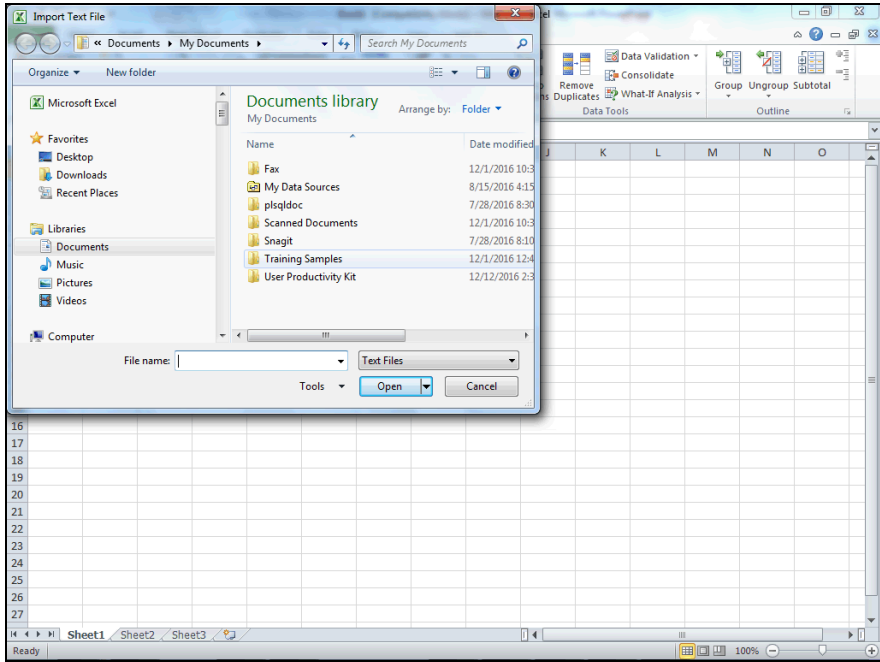 Import Text File
« Documents ▸ My Documents ▸
Search My Documents
Organize ▾ New folder
Microsoft Excel
Favorites
Desktop
Downloads
Recent Places
Libraries
Documents
Music
Pictures
Videos
Computer
Documents library
My Documents
Arrange by: Folder ▾
Name Date modified
Fax 12/1/2016 10:3
My Data Sources 8/15/2016 4:15
plsqldoc 7/28/2016 8:30
Scanned Documents 12/1/2016 10:3
Snagit 7/28/2016 8:10
Training Samples 12/1/2016 12:4
User Productivity Kit 12/12/2016 2:3
File name:
Text Files
Tools Open Cancel
el
Remove
Duplicates
ns
Data Validation
Consolidate
What-If Analysis
Data Tools
Group Ungroup Subtotal
Outline
J K L M N O
16
17
18
19
20
21
22
23
24
25
26
27
Sheet1 Sheet2 Sheet3
Ready 100%